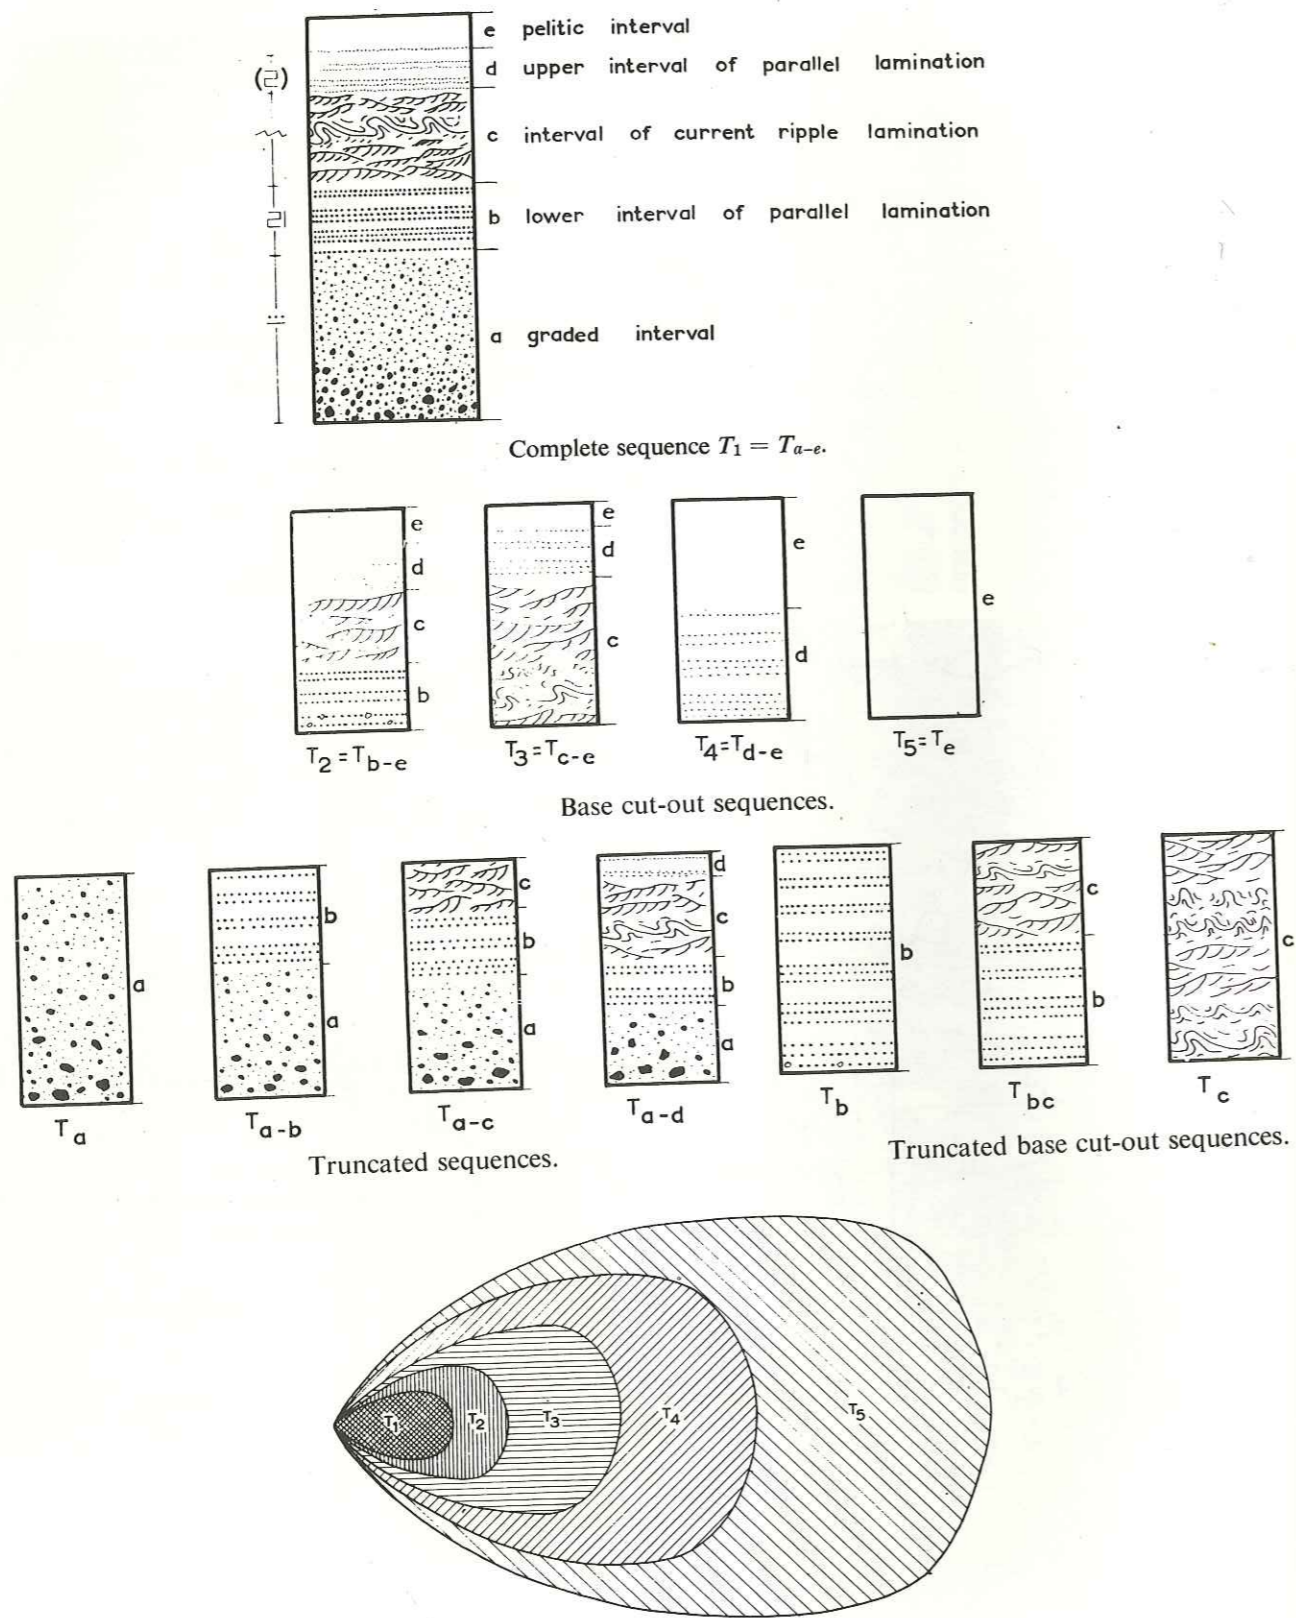 e pelitic interval
d upper interval of parallel lamination
c interval of current ripple lamination
b lower interval of parallel lamination
a graded interval
Complete sequence T1 = Ta–e.
e
d
c
b
e
d
c
e
d
e
T2=Tb-e
T3=Tc-e
T4=Td-e
T5=Te
Base cut-out sequences.
a
b
a
c
b
a
d
c
b
a
b
c
b
c
Ta
Ta-b
Ta-c
Ta-d
Tb
Tbc
Tc
Truncated sequences.
Truncated base cut-out sequences.
T1 T2 T3 T4 T5